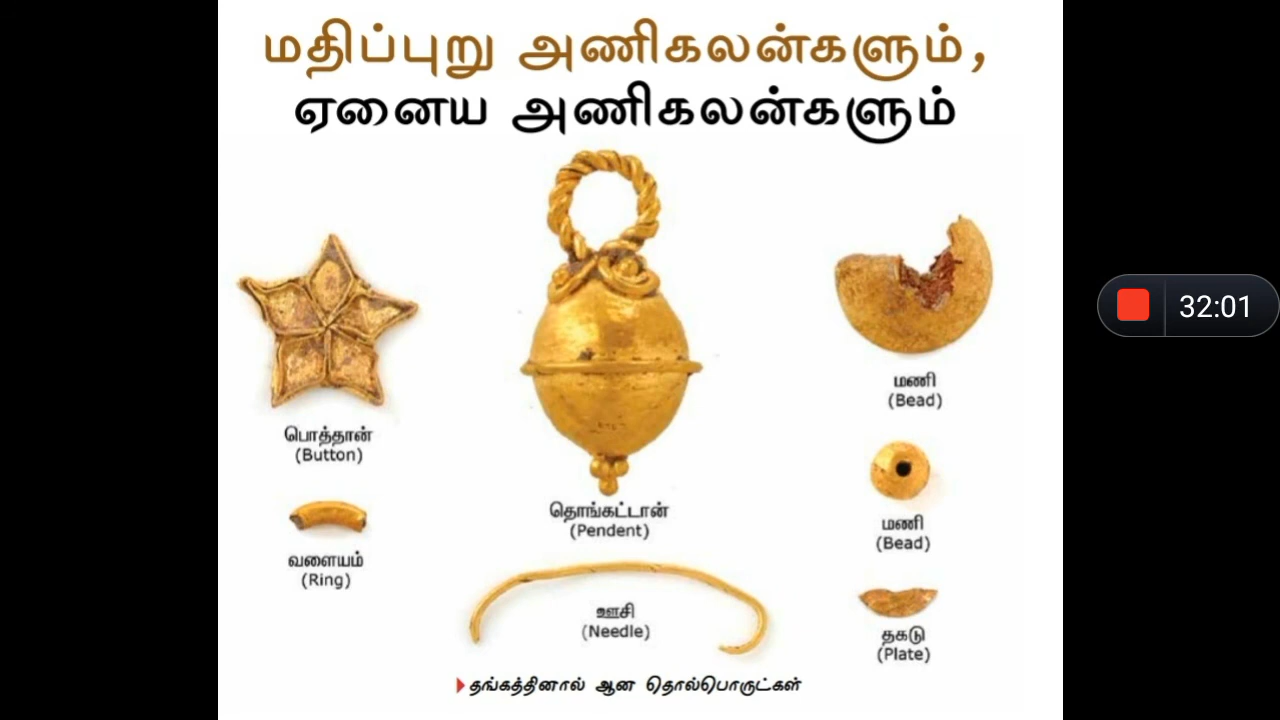 மதிப்புறு அணிகலன்களும்,
ஏனைய அணிகலன்களும்
பொத்தான்
(Button)
வளையம்
(Ring)
தொங்கட்டான்
(Pendent)
ஊசி
(Needle)
மணி
(Bead)
மணி
(Bead)
தகடு
(Plate)
தங்கத்தினால் ஆன தொல்பொருட்கள்
32:01